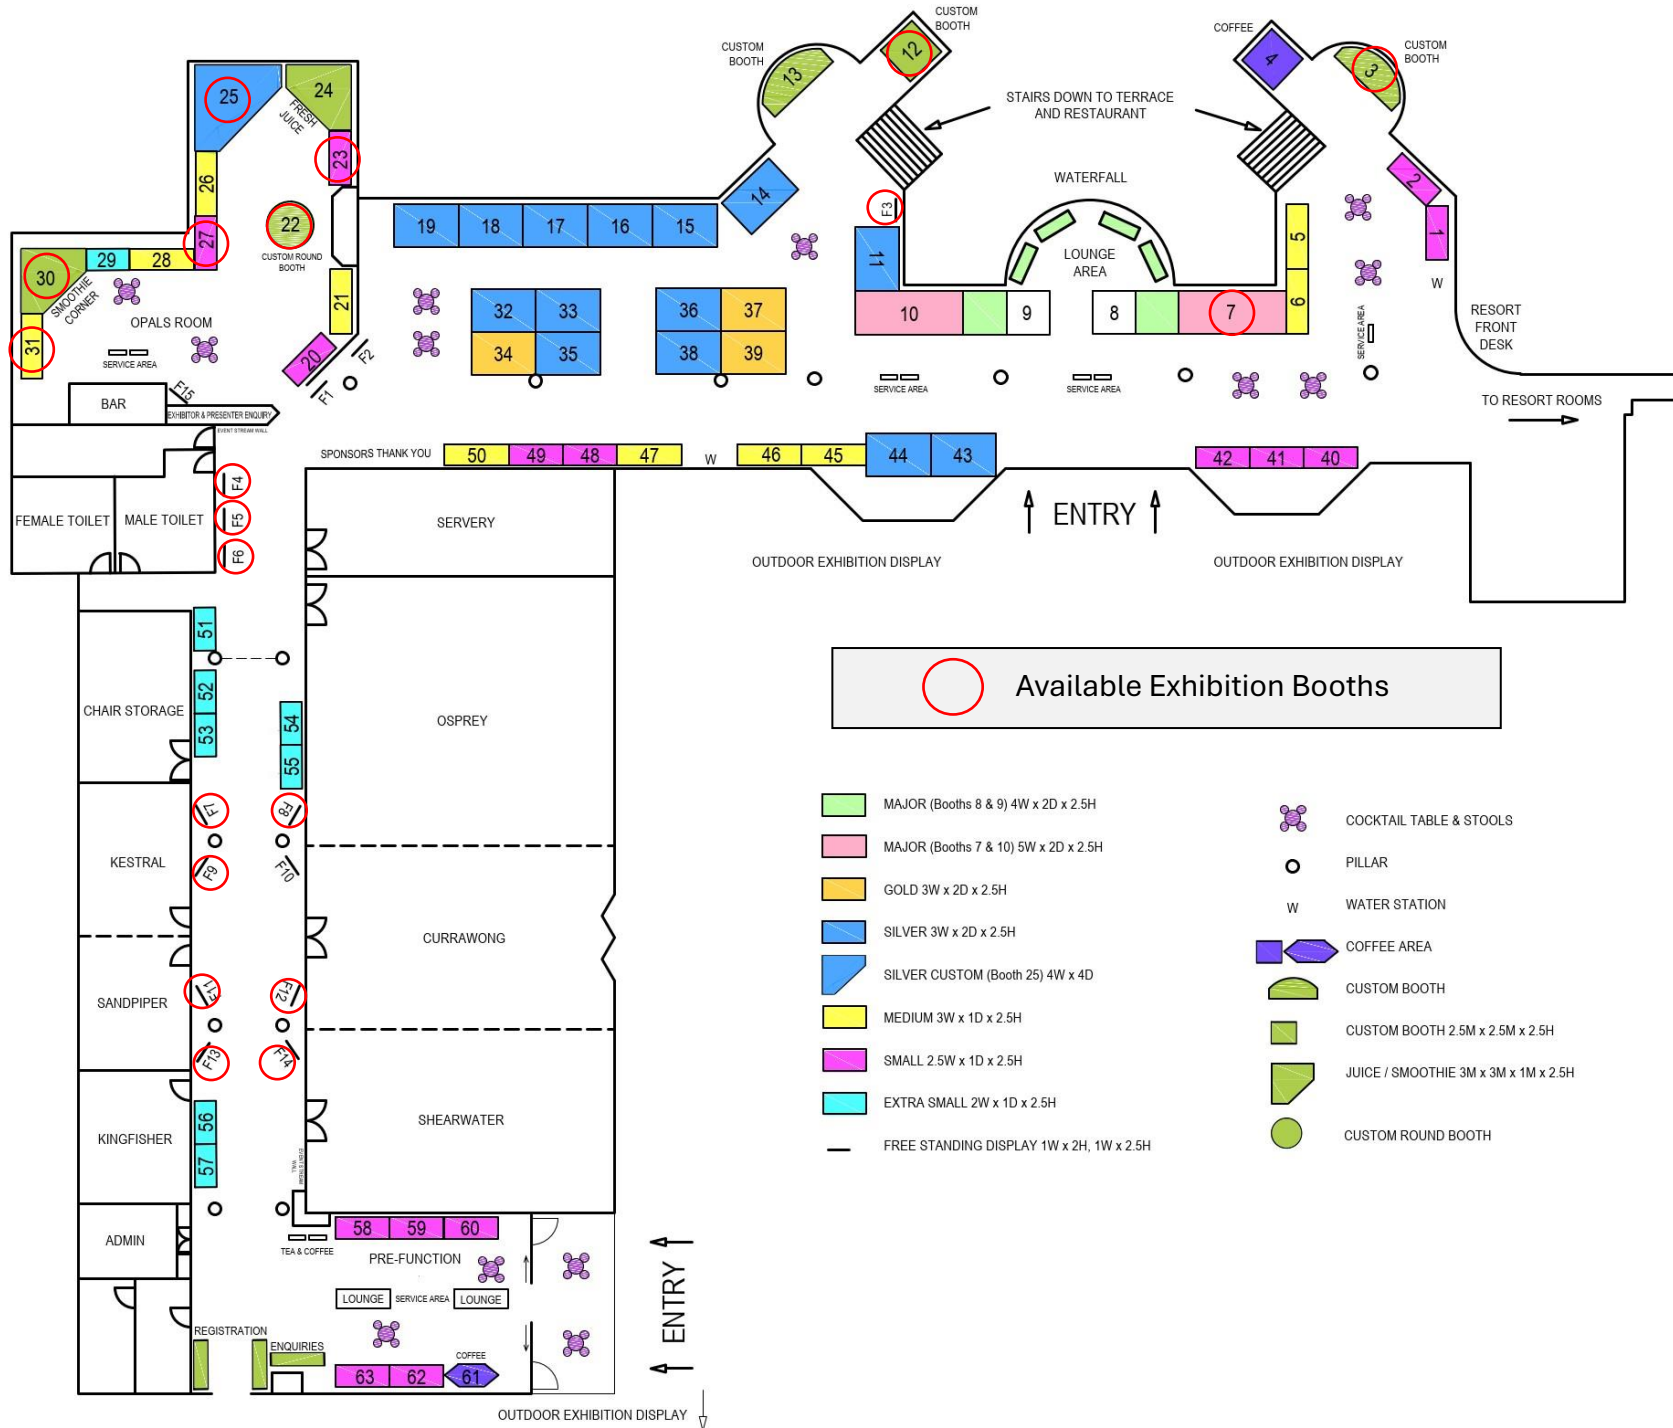 CUSTOM
BOOTH
12
CUSTOM
BOOTH
13
COFFEE
4
CUSTOM
BOOTH
3
STAIRS DOWN TO TERRACE
AND RESTAURANT
25
24
FRESH
JUICE
23
26
27
22
CUSTOM ROUND
BOOTH
30
29
28
SMOOTHIE
CORNER
31
OPALS ROOM
SERVICE AREA
21
20
F1
F2
BAR
F15
EXHIBITOR & PRESENTER ENQUIRY
EVENT STREAM WALL
19
18
17
16
15
14
32
33
34
35
36
37
38
39
F3
11
10
9
8
7
WATERFALL
LOUNGE
AREA
5
6
2
1
W
SERVICE AREA
RESORT
FRONT
DESK
TO RESORT ROOMS
SERVICE AREA
SERVICE AREA
SPONSORS THANK YOU
50
49
48
47
W
46
45
44
43
42
41
40
ENTRY
OUTDOOR EXHIBITION DISPLAY
OUTDOOR EXHIBITION DISPLAY
FEMALE TOILET
MALE TOILET
F4
F5
F6
SERVERY
51
52
53
CHAIR STORAGE
54
55
OSPREY
F7
F8
KESTRAL
F9
F10
CURRAWONG
SANDPIPER
F11
F12
F13
F14
KINGFISHER
56
57
SHEARWATER
EVENT STREAM
WALL
ADMIN
TEA & COFFEE
58
59
60
PRE-FUNCTION
LOUNGE
SERVICE AREA
LOUNGE
ENTRY
REGISTRATION
ENQUIRIES
COFFEE
63
62
61
OUTDOOR EXHIBITION DISPLAY
Available Exhibition Booths
MAJOR (Booths 8 & 9) 4W x 2D x 2.5H
MAJOR (Booths 7 & 10) 5W x 2D x 2.5H
GOLD 3W x 2D x 2.5H
SILVER 3W x 2D x 2.5H
SILVER CUSTOM (Booth 25) 4W x 4D
MEDIUM 3W x 1D x 2.5H
SMALL 2.5W x 1D x 2.5H
EXTRA SMALL 2W x 1D x 2.5H
FREE STANDING DISPLAY 1W x 2H, 1W x 2.5H
COCKTAIL TABLE & STOOLS
PILLAR
W WATER STATION
COFFEE AREA
CUSTOM BOOTH
CUSTOM BOOTH 2.5M x 2.5M x 2.5H
JUICE / SMOOTHIE 3M x 3M x 1M x 2.5H
CUSTOM ROUND BOOTH